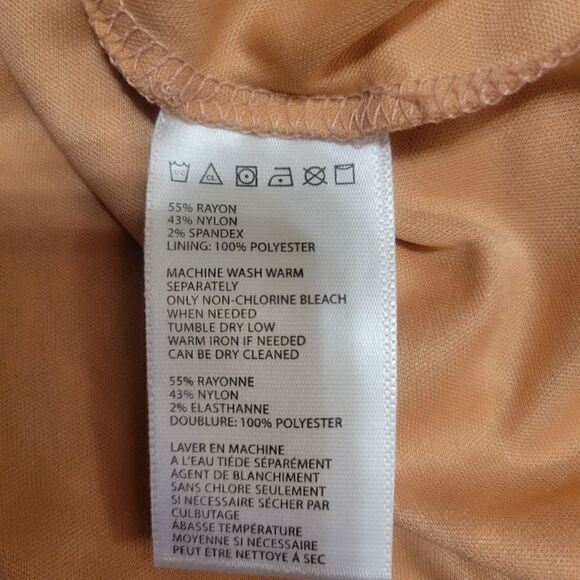 CL
55% RAYON
43% NYLON
2% SPANDEX
LINING: 100% POLYESTER
MACHINE WASH WARM
SEPARATELY
ONLY NON-CHLORINE BLEACH
WHEN NEEDED
TUMBLE DRY LOW
WARM IRON IF NEEDED
CAN BE DRY CLEANED
55% RAYONNE
43% NYLON
2% ELASTHANNE
DOUBLURE: 100% POLYESTER
LAVER EN MACHINE
A L'EAU TIÉDE SÉPARÉMENT
AGENT DE BLANCHIMENT
SANS CHLORE SEULEMENT
SI NÉCESSAIRE SÉCHER PAR
CULBUTAGE
ÀBASSE TEMPÉRATURE
MOYENNE SI NÉCESSAIRE
PEUT ÉTRE NETTOYÉ Á SEC